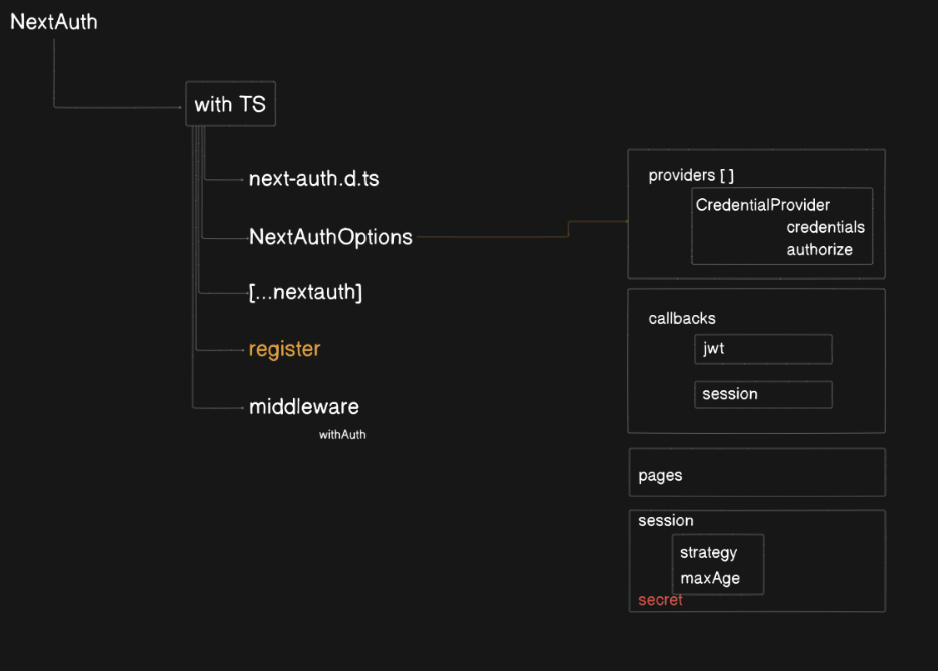 NextAuth
with TS
next-auth.d.ts
NextAuthOptions
[...nextauth]
register
middleware
withAuth
providers [ ]
CredentialProvider
credentials
authorize
callbacks
jwt
session
pages
session
strategy
maxAge
secret